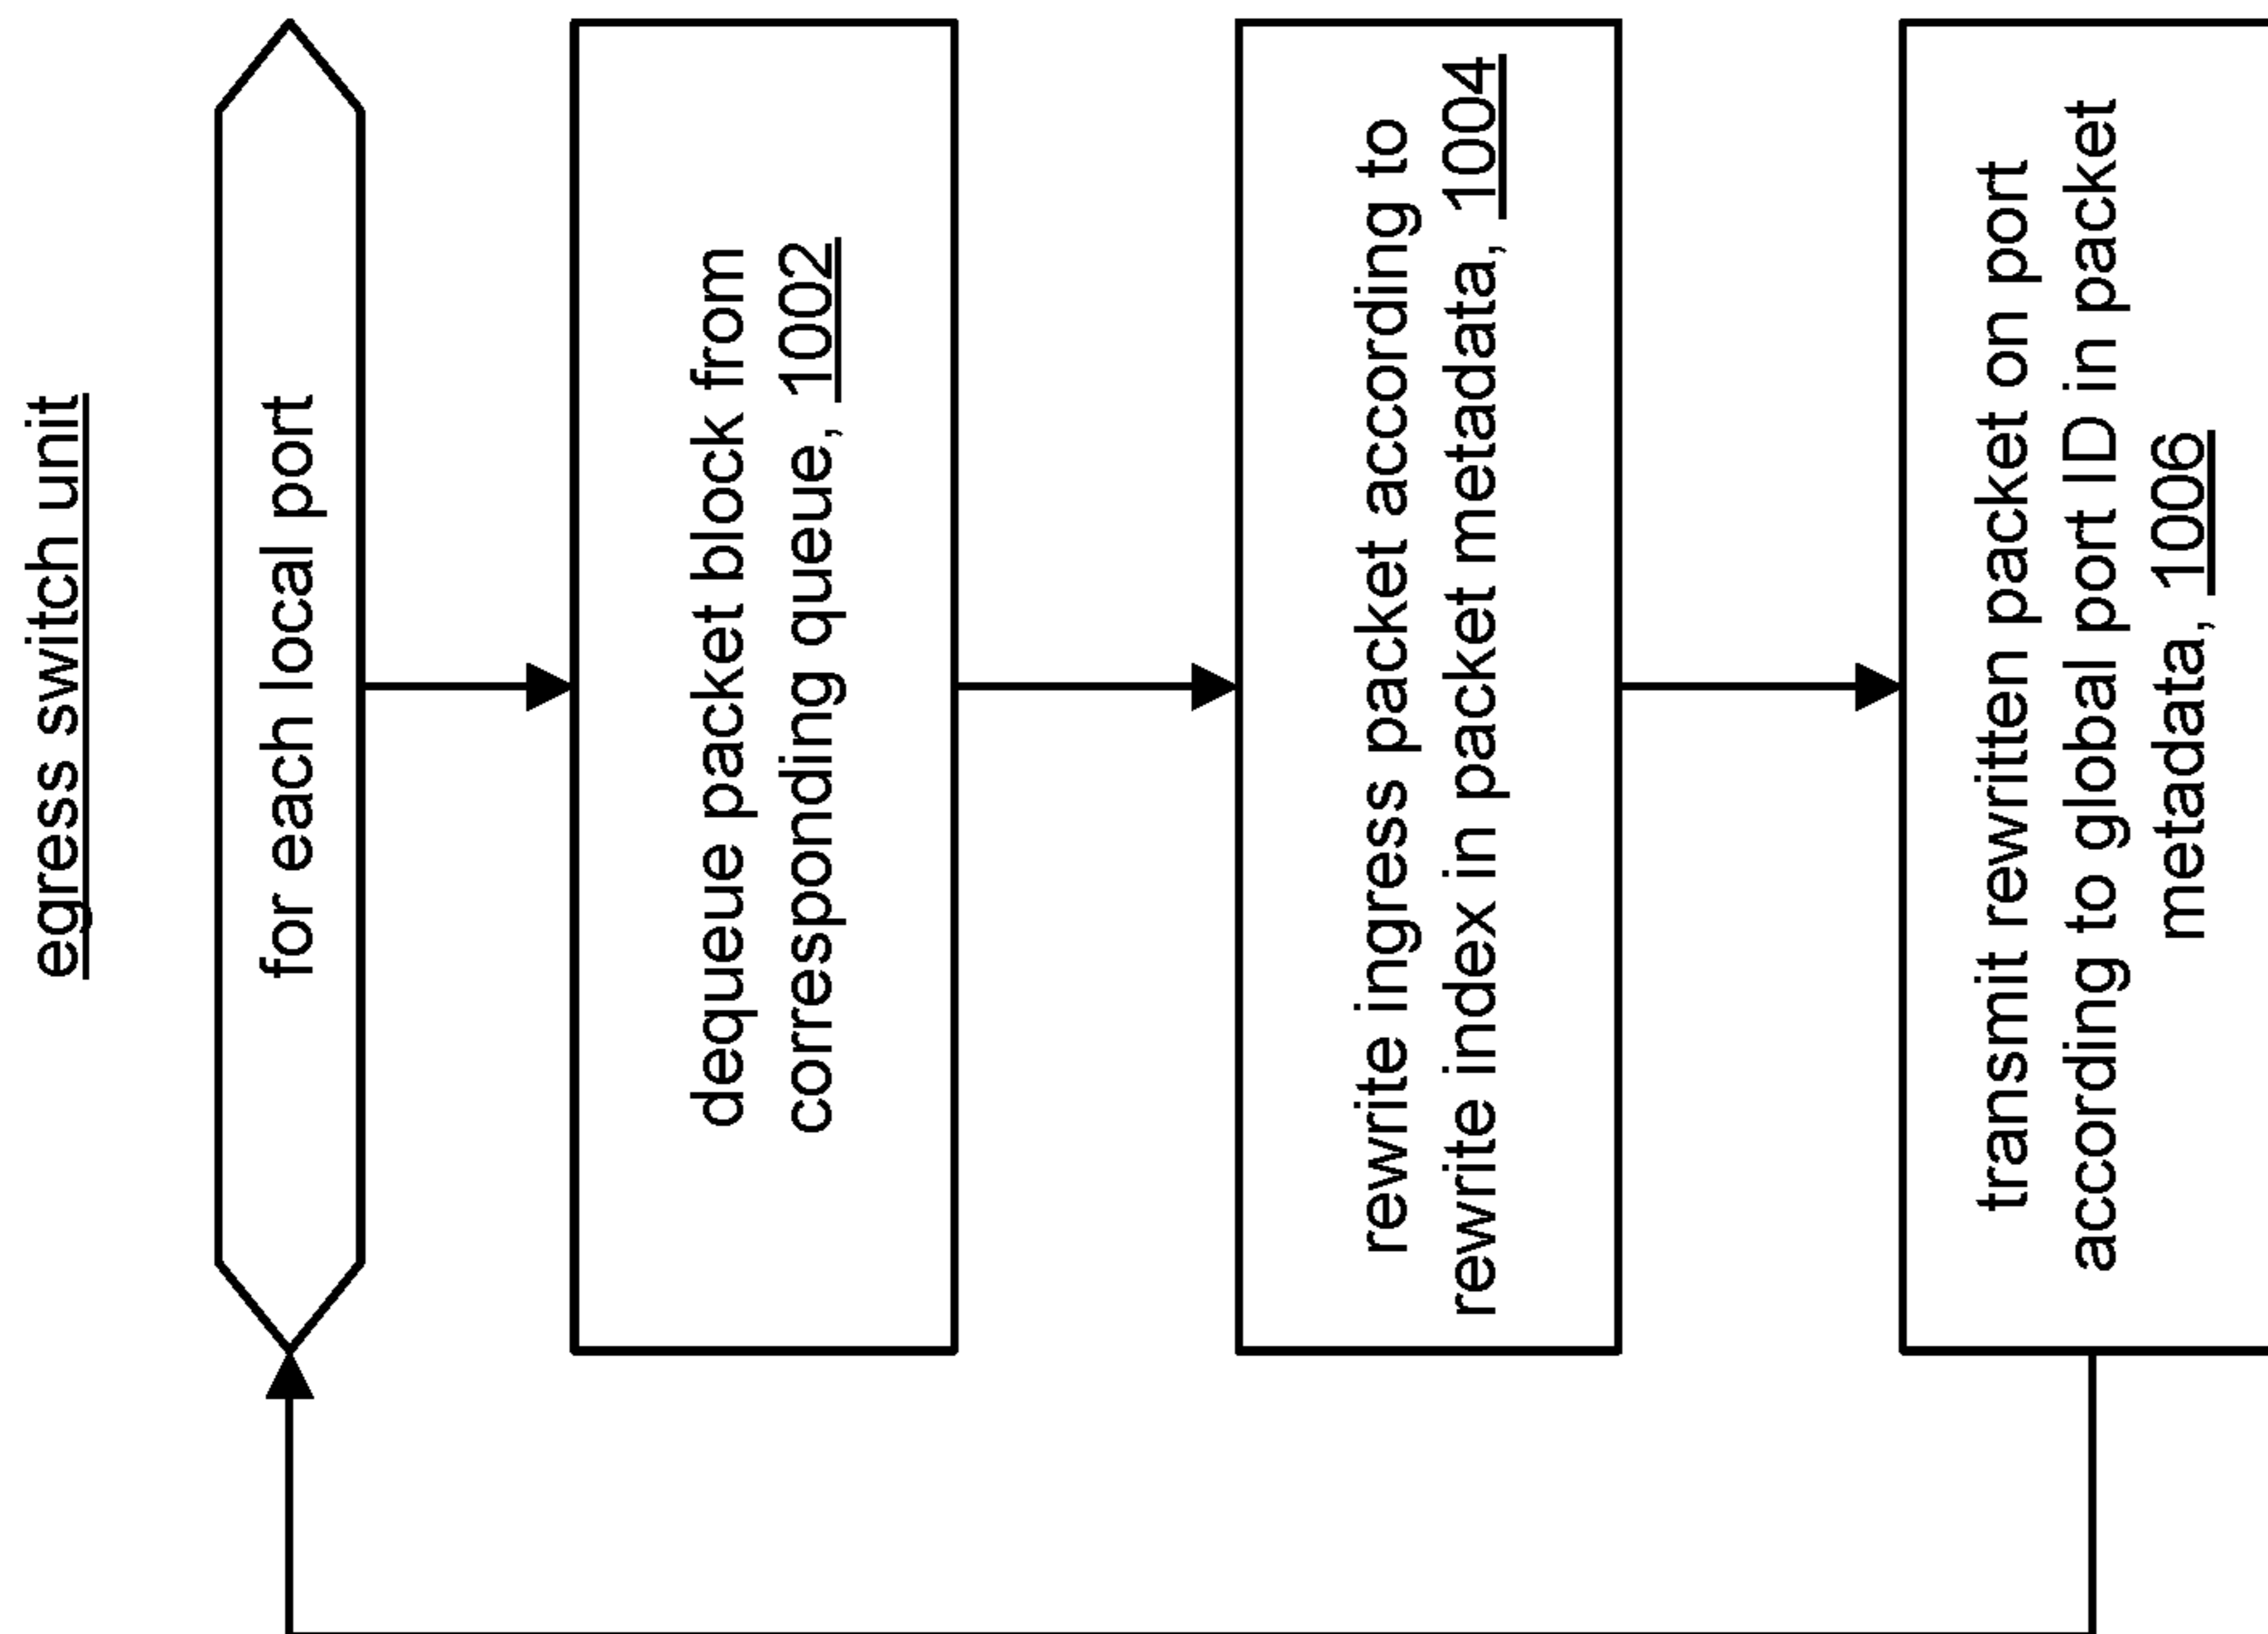 egress switch unit
for each local port
dequeue packet block from
corresponding queue, 1002
rewrite ingress packet according to
rewrite index in packet metadata, 1004
transmit rewritten packet on port
according to global port ID in packet
metadata, 1006